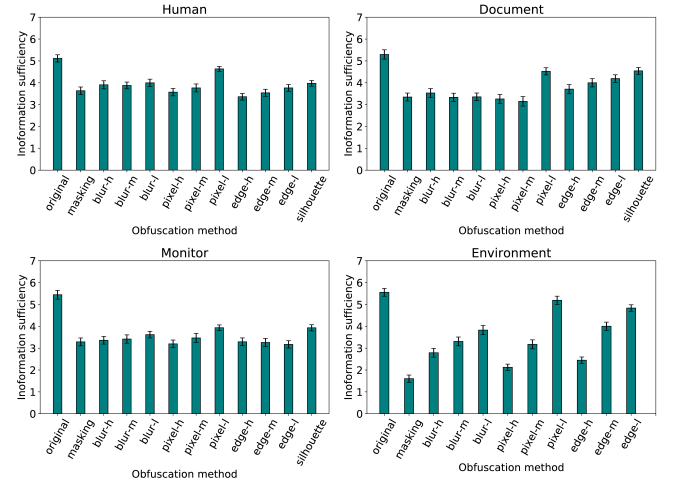 Human
Inoformation sufficiency
7
6
5
4
3
2
1
0
original
masking
blur-h
blur-m
blur-l
pixel-h
pixel-m
pixel-l
edge-h
edge-m
edge-l
silhouette
Obfuscation method
Document
Inoformation sufficiency
7
6
5
4
3
2
1
0
original
masking
blur-h
blur-m
blur-l
pixel-h
pixel-m
pixel-l
edge-h
edge-m
edge-l
silhouette
Obfuscation method
Monitor
Inoformation sufficiency
7
6
5
4
3
2
1
0
original
masking
blur-h
blur-m
blur-l
pixel-h
pixel-m
pixel-l
edge-h
edge-m
edge-l
silhouette
Obfuscation method
Environment
Inoformation sufficiency
7
6
5
4
3
2
1
0
original
masking
blur-h
blur-m
blur-l
pixel-h
pixel-m
pixel-l
edge-h
edge-m
edge-l
Obfuscation method